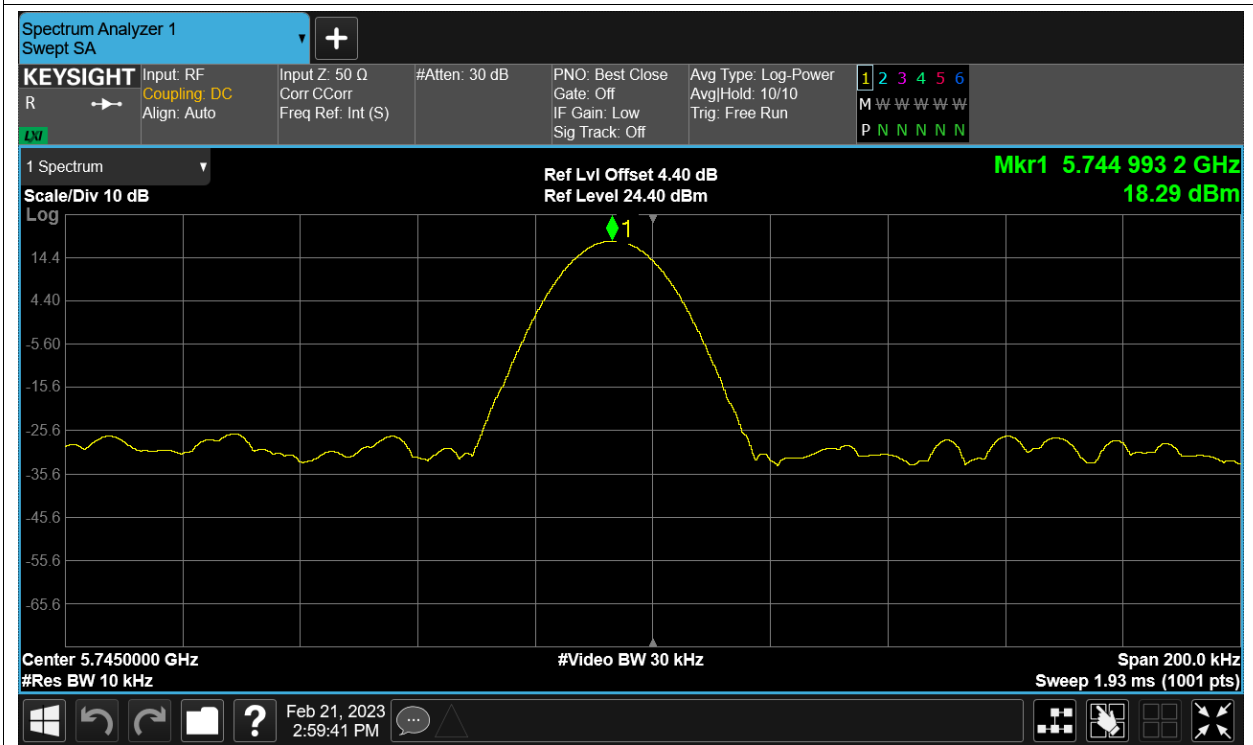 Spectrum Analyzer 1
Swept SA
KEYSIGHT
R
LXI
Input: RF
Coupling: DC
Align: Auto
Input Z: 50 Ω
Corr CCorr
Freq Ref: Int (S)
#Atten: 30 dB
PNO: Best Close
Gate: Off
IF Gain: Low
Sig Track: Off
Avg Type: Log-Power
Avg|Hold: 10/10
Trig: Free Run
1 2 3 4 5 6
M W W W W W
P N N N N N
1 Spectrum
Scale/Div 10 dB
Log
Ref Lvl Offset 4.40 dB
Ref Level 24.40 dBm
Mkr1 5.744 993 2 GHz
18.29 dBm
1
14.4
4.40
-5.60
-15.6
-25.6
-35.6
-45.6
-55.6
-65.6
Center 5.7450000 GHz
#Res BW 10 kHz
#Video BW 30 kHz
Span 200.0 kHz
Sweep 1.93 ms (1001 pts)
?
Feb 21, 2023
2:59:41 PM